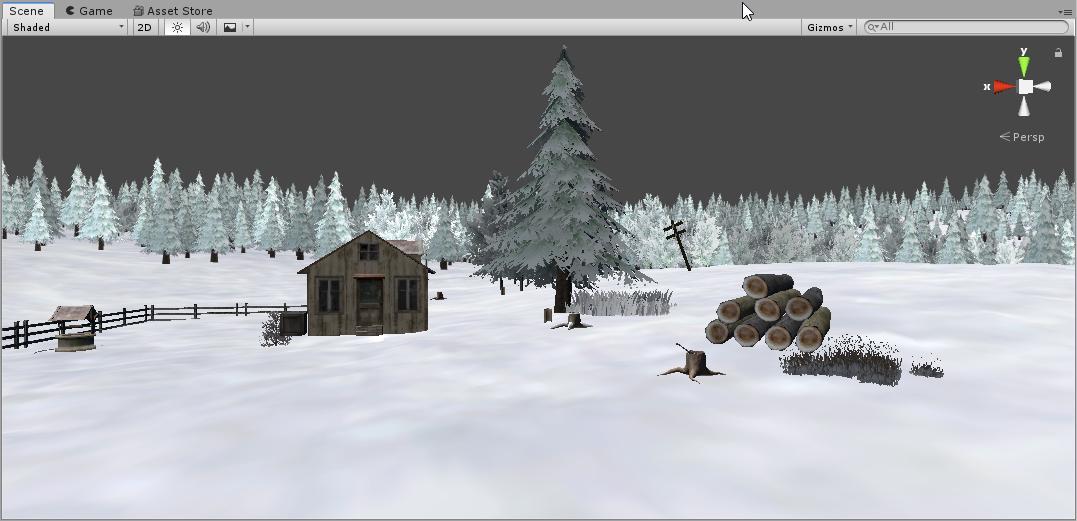 Scene Game Asset Store
Shaded 2D Gizmos All
y
x
Persp